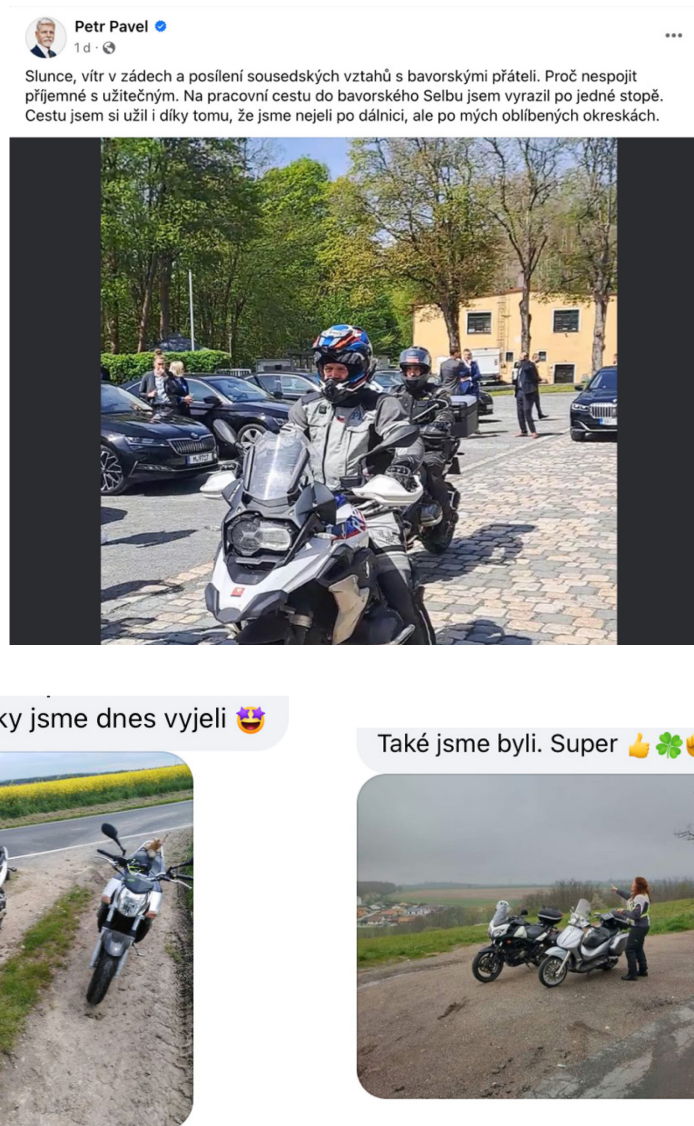 Petr Pavel
1 d
Slunce, vítr v zádech a posílení sousedských vztahů s bavorskými přáteli. Proč nespojit
příjemné s užitečným. Na pracovní cestu do bavorského Selbu jsem vyrazil po jedné stopě.
Cestu jsem si užil i díky tomu, že jsme nejeli po dálnici, ale po mých oblíbených okreskách.
ky jsme dnes vyjeli 🤩
Také jsme byli. Super 👍🍀